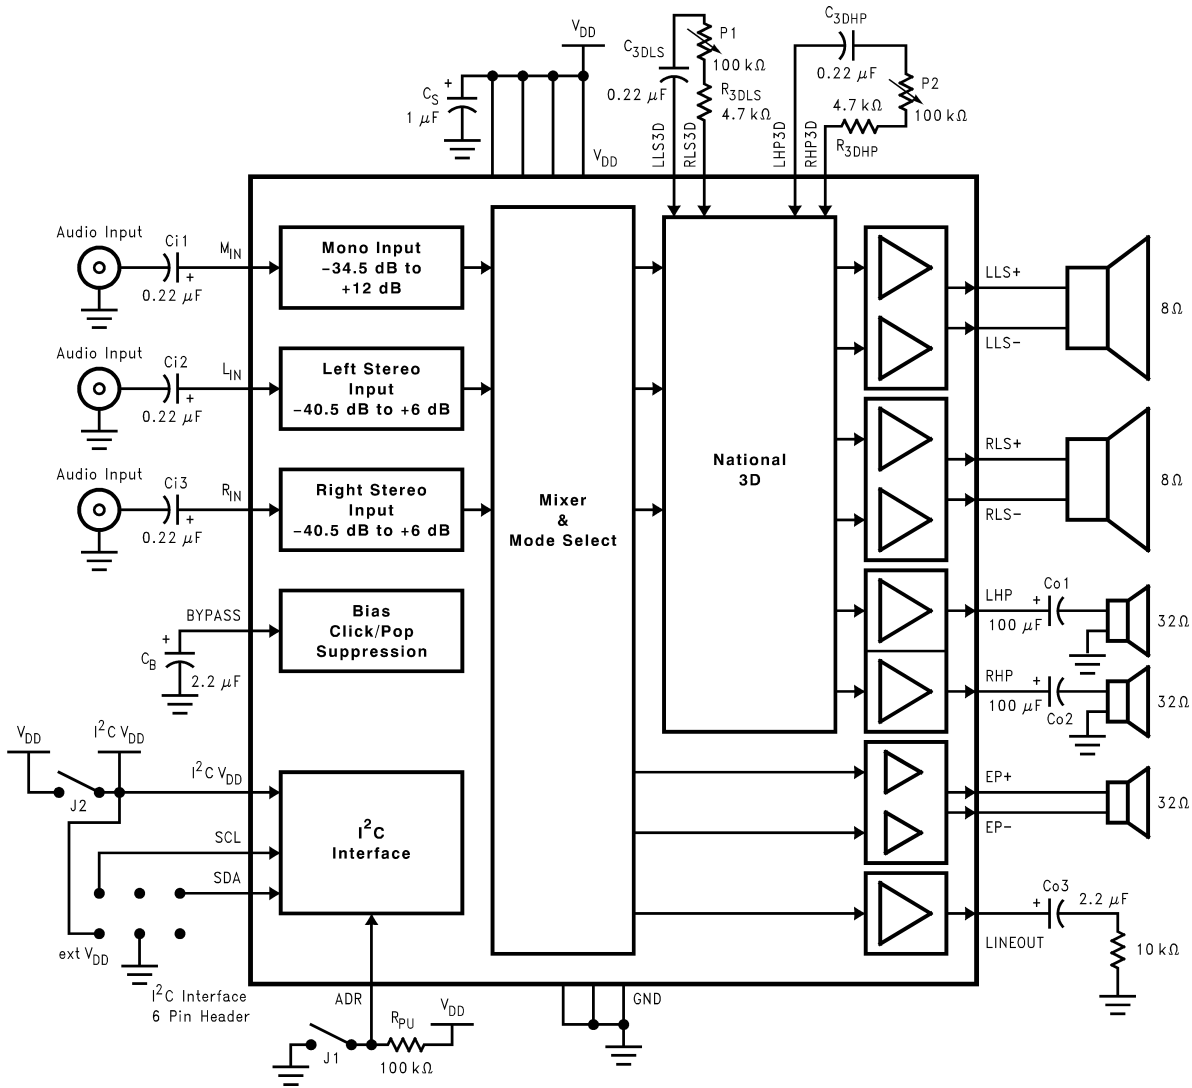 V_DD
C_3DLS
0.22 μF
P1
100 kΩ
R_3DLS
4.7 kΩ
C_3DHP
0.22 μF
P2
100 kΩ
4.7 kΩ
R_3DHP
+
C_S
1 μF
V_DD
LLS3D
RLS3D
LHP3D
RHP3D
Audio Input
Ci1
+
0.22 μF
M_IN
Mono Input
−34.5 dB to
+12 dB
Audio Input
Ci2
+
0.22 μF
L_IN
Left Stereo
Input
−40.5 dB to +6 dB
Audio Input
Ci3
+
0.22 μF
R_IN
Right Stereo
Input
−40.5 dB to +6 dB
BYPASS
+
C_B
2.2 μF
Bias
Click/Pop
Suppression
Mixer
&
Mode Select
National
3D
LLS+
LLS−
8Ω
RLS+
RLS−
8Ω
LHP
+
Co1
100 μF
32Ω
RHP
+
100 μF
Co2
32Ω
EP+
EP−
32Ω
Co3
+
2.2 μF
LINEOUT
10 kΩ
V_DD
I²C V_DD
J2
I²C V_DD
SCL
SDA
I²C
Interface
ext V_DD
I²C Interface
6 Pin Header
ADR
J1
R_PU
100 kΩ
V_DD
GND